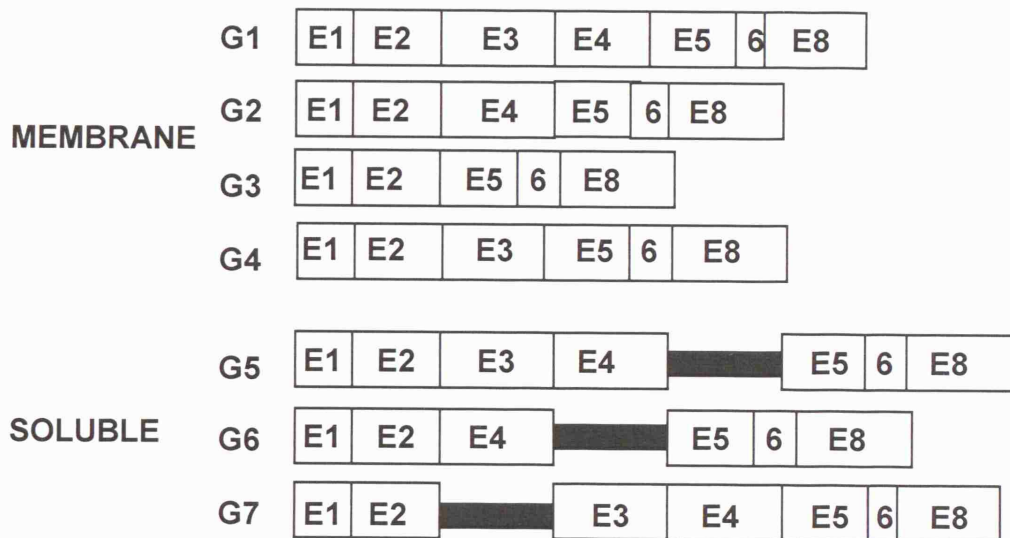 G1 E1 E2 E3 E4 E5 6 E8
G2 E1 E2 E4 E5 6 E8
MEMBRANE
G3 E1 E2 E5 6 E8
G4 E1 E2 E3 E5 6 E8
G5 E1 E2 E3 E4 E5 6 E8
SOLUBLE G6 E1 E2 E4 E5 6 E8
G7 E1 E2 E3 E4 E5 6 E8